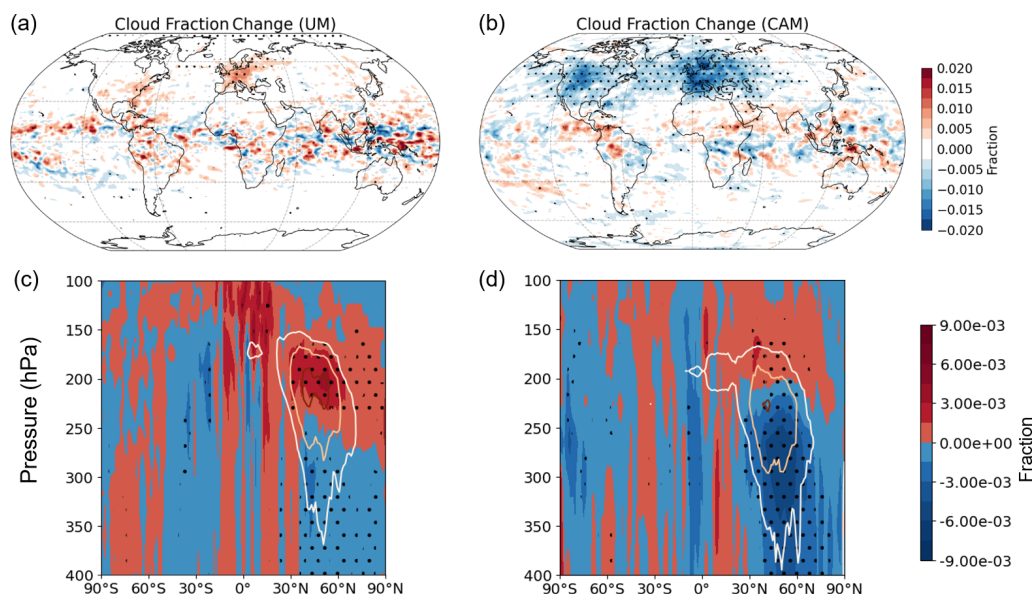 (a)
Cloud Fraction Change (UM)
(b)
Cloud Fraction Change (CAM)
0.020
0.015
0.010
0.005
0.000
−0.005
−0.010
−0.015
−0.020
Fraction
(c)
100
150
200
250
300
350
400
Pressure (hPa)
90°S 60°S 30°S 0° 30°N 60°N 90°N
(d)
100
150
200
250
300
350
400
90°S 60°S 30°S 0° 30°N 60°N 90°N
9.00e-03
6.00e-03
3.00e-03
0.00e+00
-3.00e-03
-6.00e-03
-9.00e-03
Fraction